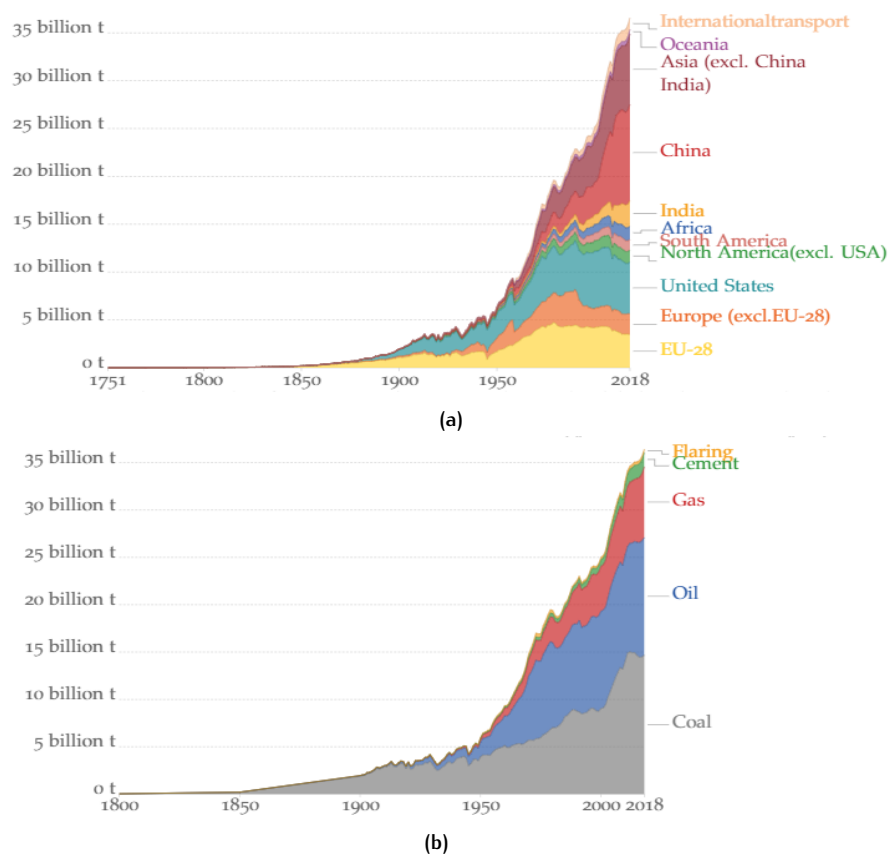 35 billion t
30 billion t
35 billion t
20 billion t
15 billion t
10 billion t
5 billion t
0 t
1751
1800
1850
1900
1950
2018
Internationaltransport
Oceania
Asia (excl. China
India)
China
India
Africa
South America
North America(excl. USA)
United States
Europe (excl.EU-28)
EU-28
(a)
35 billion t
30 billion t
25 billion t
20 billion t
15 billion t
10 billion t
5 billion t
0 t
1800
1850
1900
1950
2000
2018
Flaring
Cement
Gas
Oil
Coal
(b)